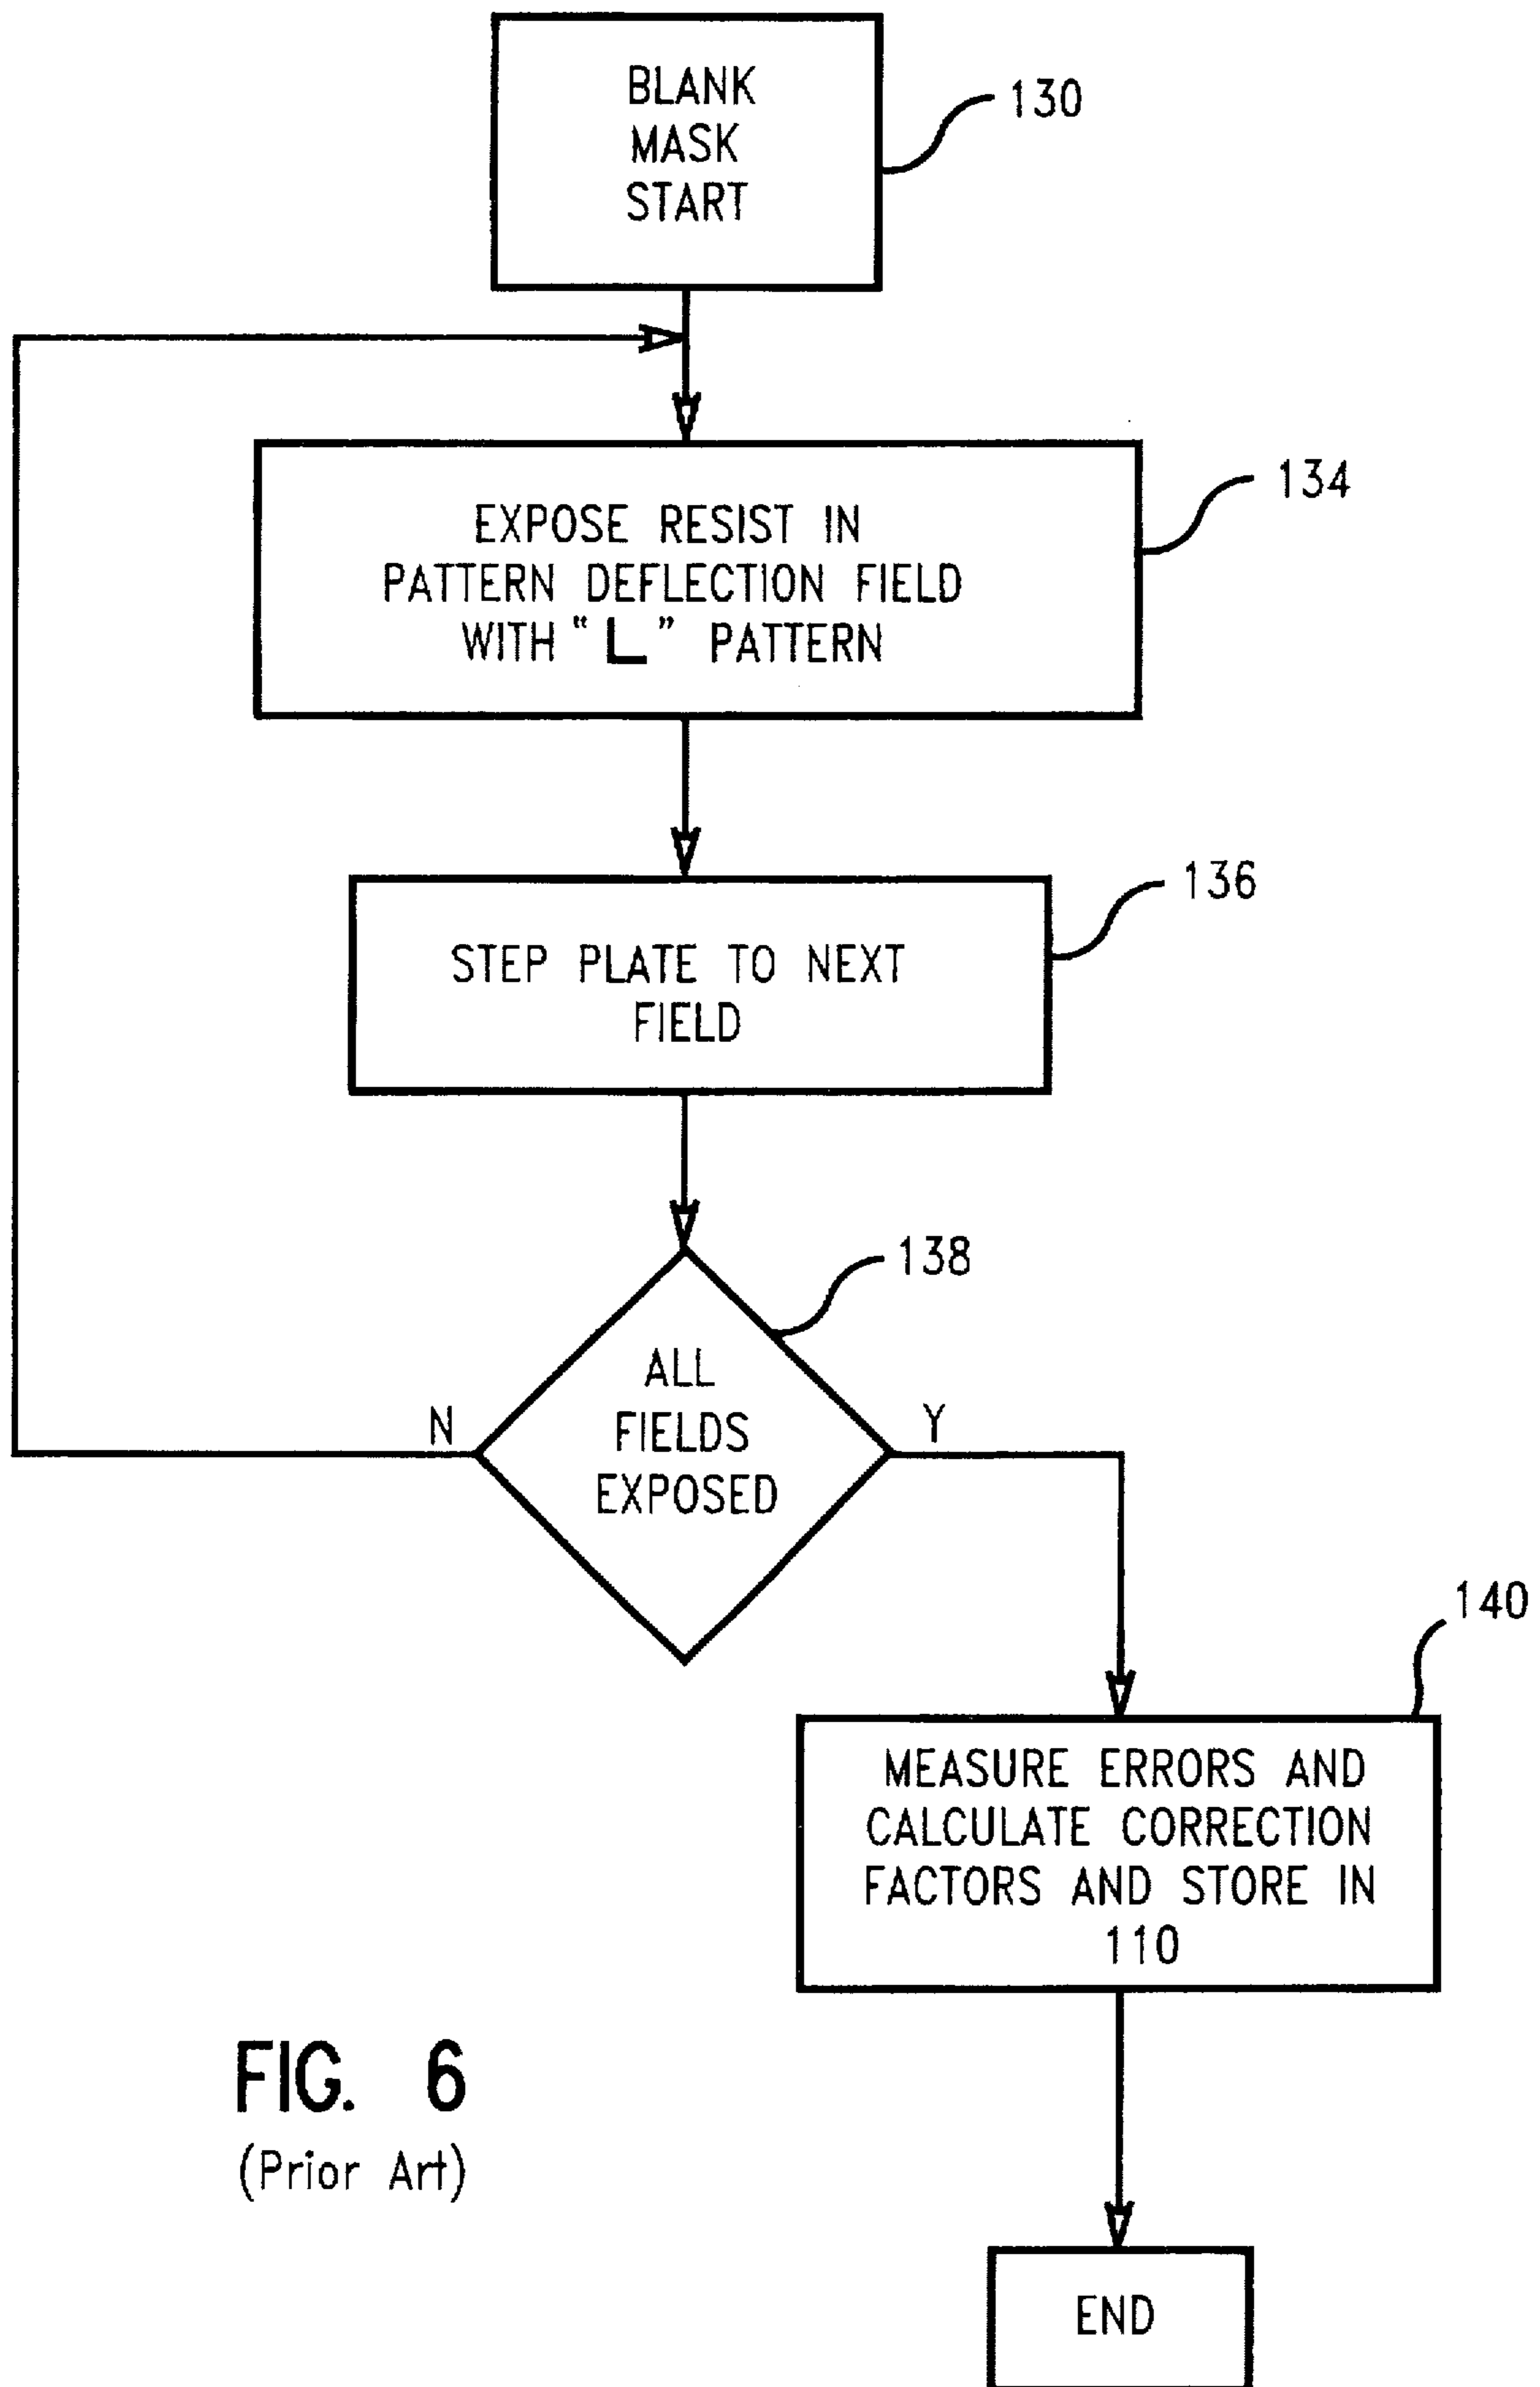 BLANK
MASK
START
130
EXPOSE RESIST IN
PATTERN DEFLECTION FIELD
WITH "L" PATTERN
134
STEP PLATE TO NEXT
FIELD
136
138
ALL
FIELDS
EXPOSED
N
Y
140
MEASURE ERRORS AND
CALCULATE CORRECTION
FACTORS AND STORE IN
110
FIG. 6
(Prior Art)
END